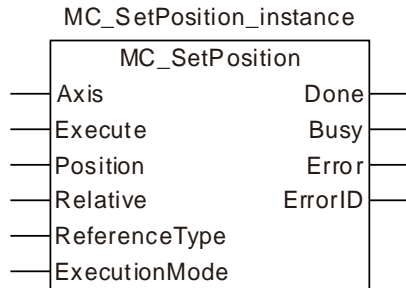 MC_SetPosition_instance
MC_SetPosition
Axis Done
Execute Busy
Position Error
Relative ErrorID
ReferenceType
ExecutionMode